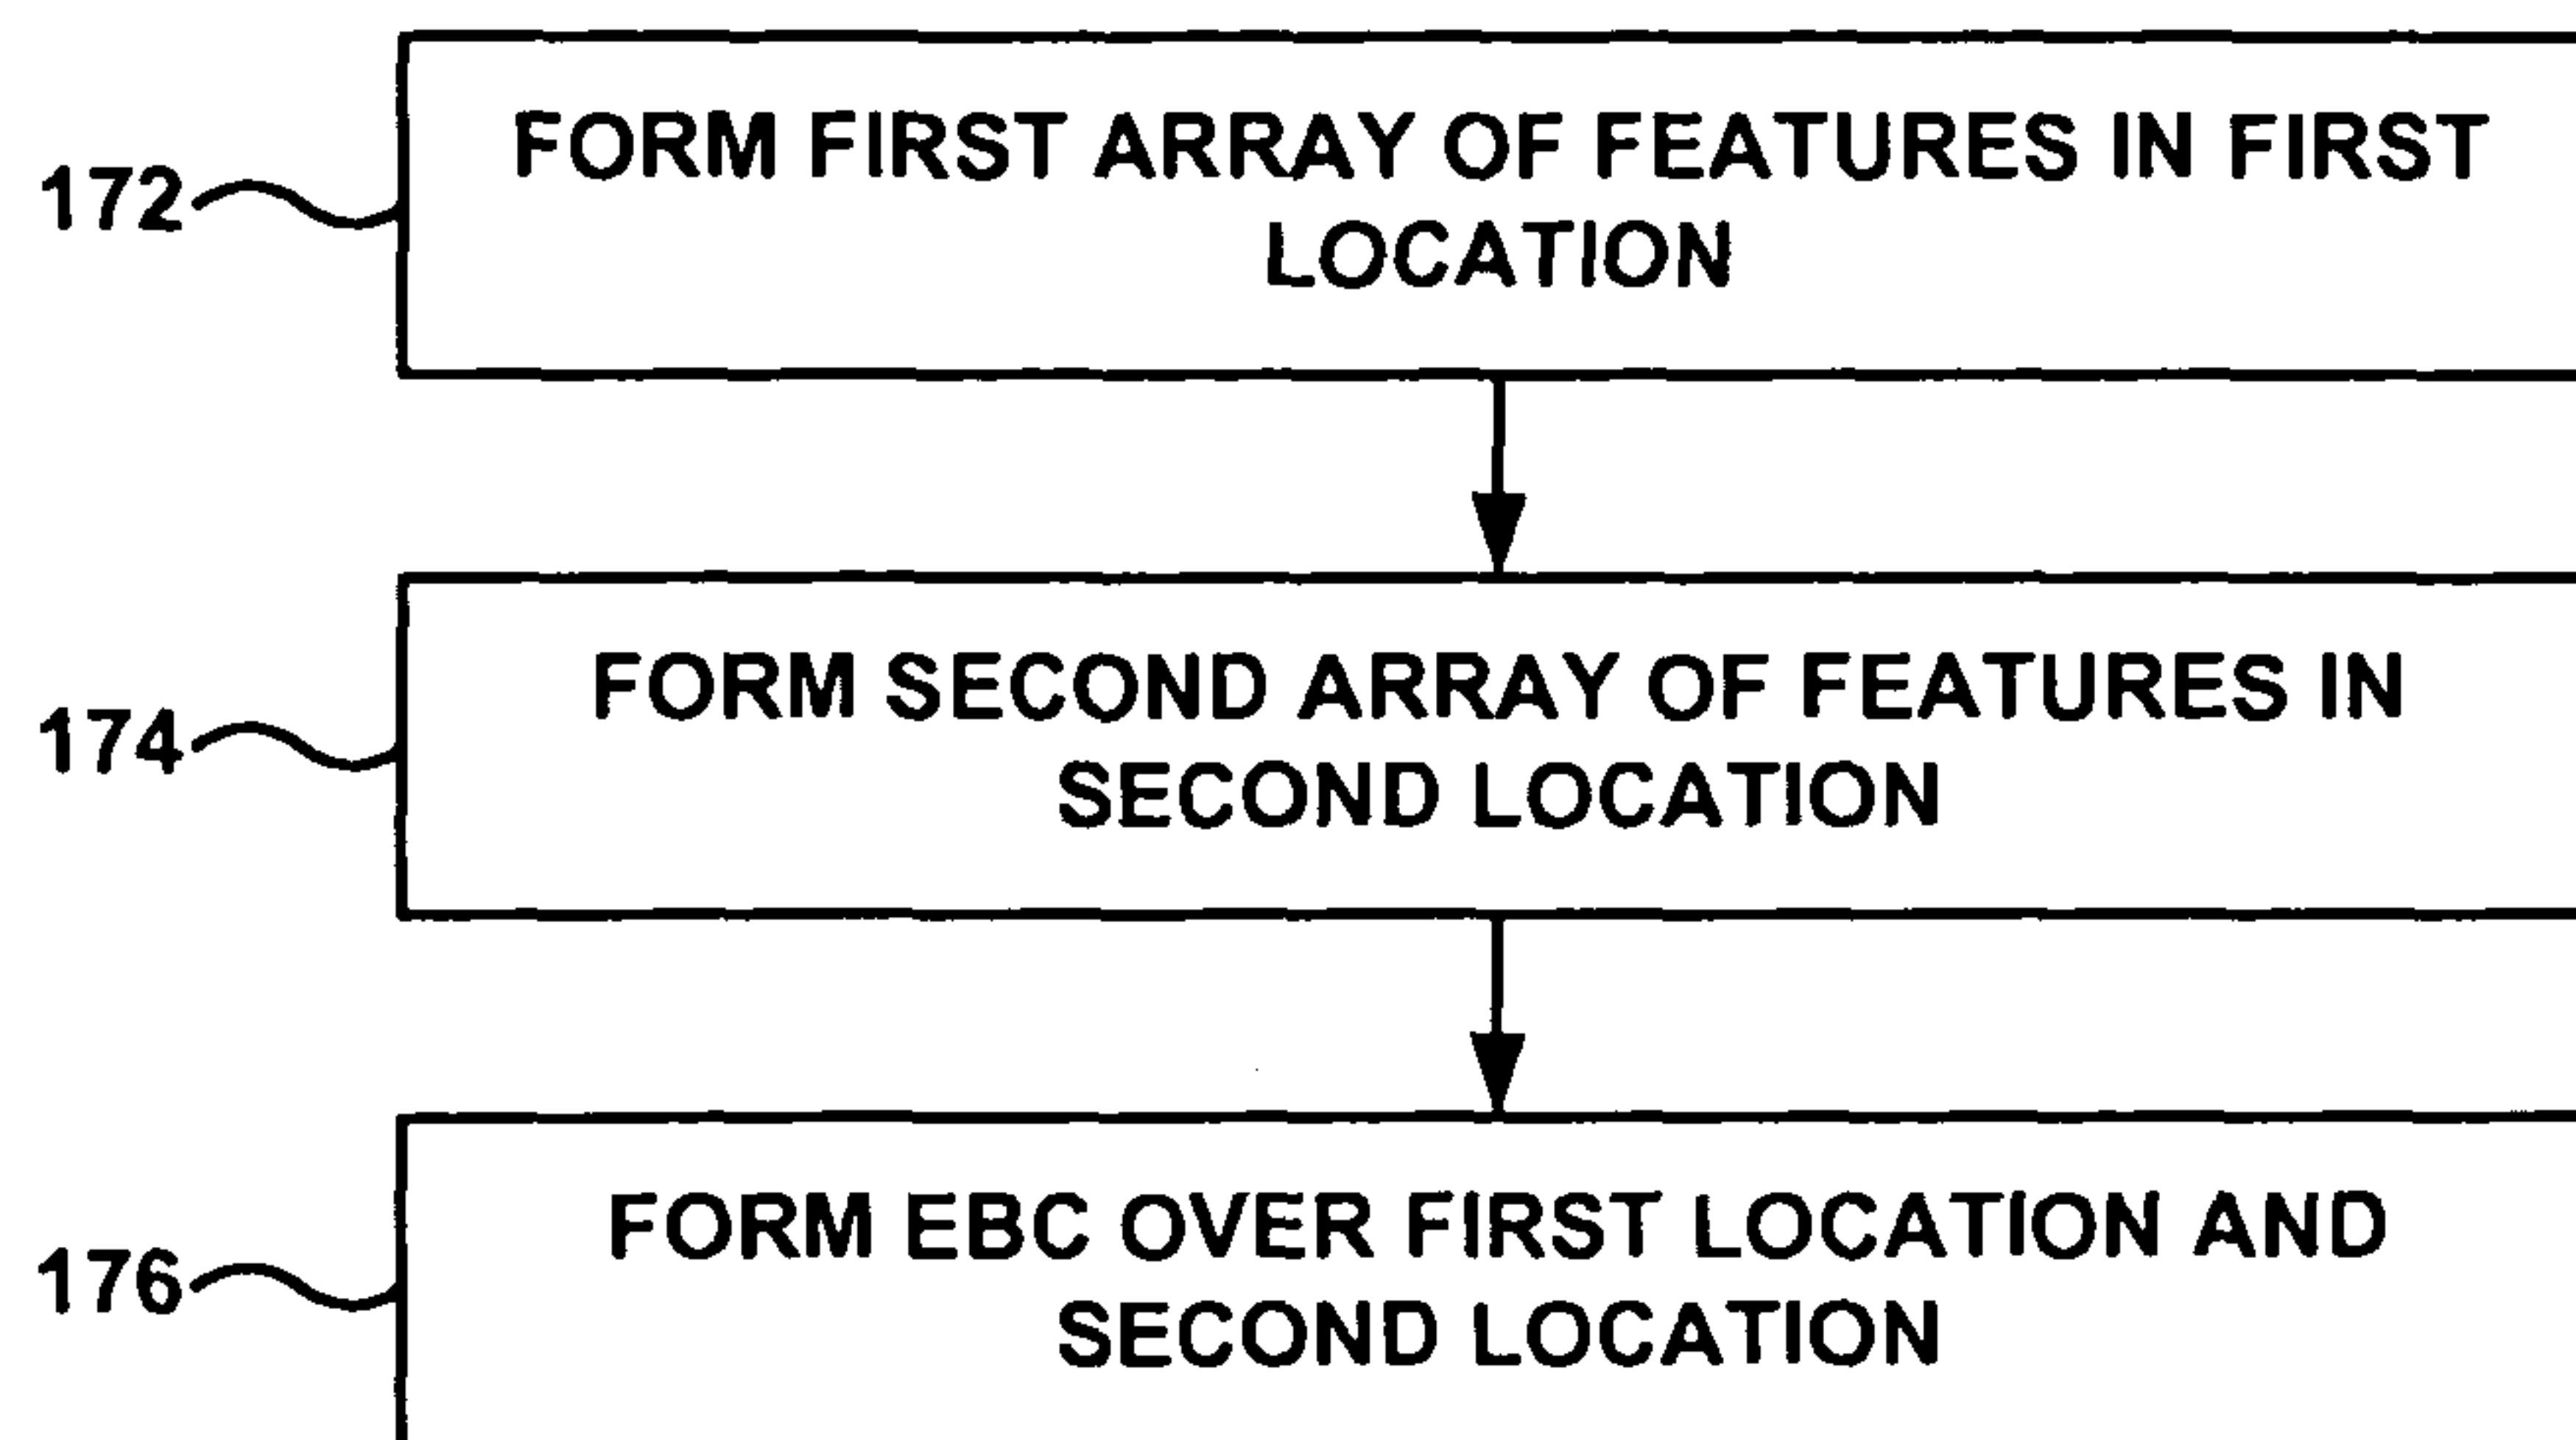 172
FORM FIRST ARRAY OF FEATURES IN FIRST
LOCATION
174
FORM SECOND ARRAY OF FEATURES IN
SECOND LOCATION
176
FORM EBC OVER FIRST LOCATION AND
SECOND LOCATION